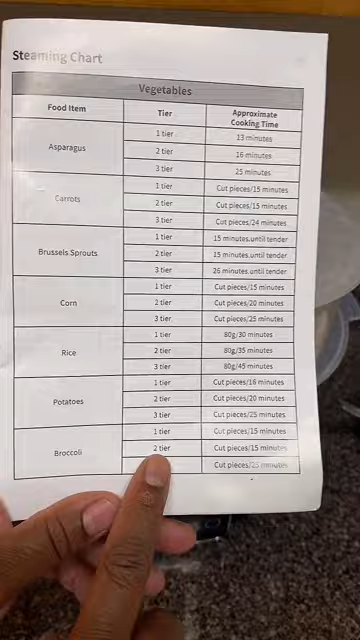 Steaming Chart
Vegetables
Food Item Tier Approximate Cooking Time
Asparagus
1 tier 13 minutes
2 tier 16 minutes
3 tier 25 minutes
Carrots
1 tier Cut pieces/15 minutes
2 tier Cut pieces/15 minutes
3 tier Cut pieces/24 minutes
Brussels Sprouts
1 tier 15 minutes.until tender
2 tier 15 minutes.until tender
3 tier 26 minutes.until tender
Corn
1 tier Cut pieces/15 minutes
2 tier Cut pieces/20 minutes
3 tier Cut pieces/25 minutes
Rice
1 tier 80g/30 minutes
2 tier 80g/35 minutes
3 tier 80g/45 minutes
Potatoes
1 tier Cut pieces/16 minutes
2 tier Cut pieces/20 minutes
3 tier Cut pieces/25 minutes
Broccoli
1 tier Cut pieces/15 minutes
2 tier Cut pieces/15 minutes
Cut pieces/25 minutes